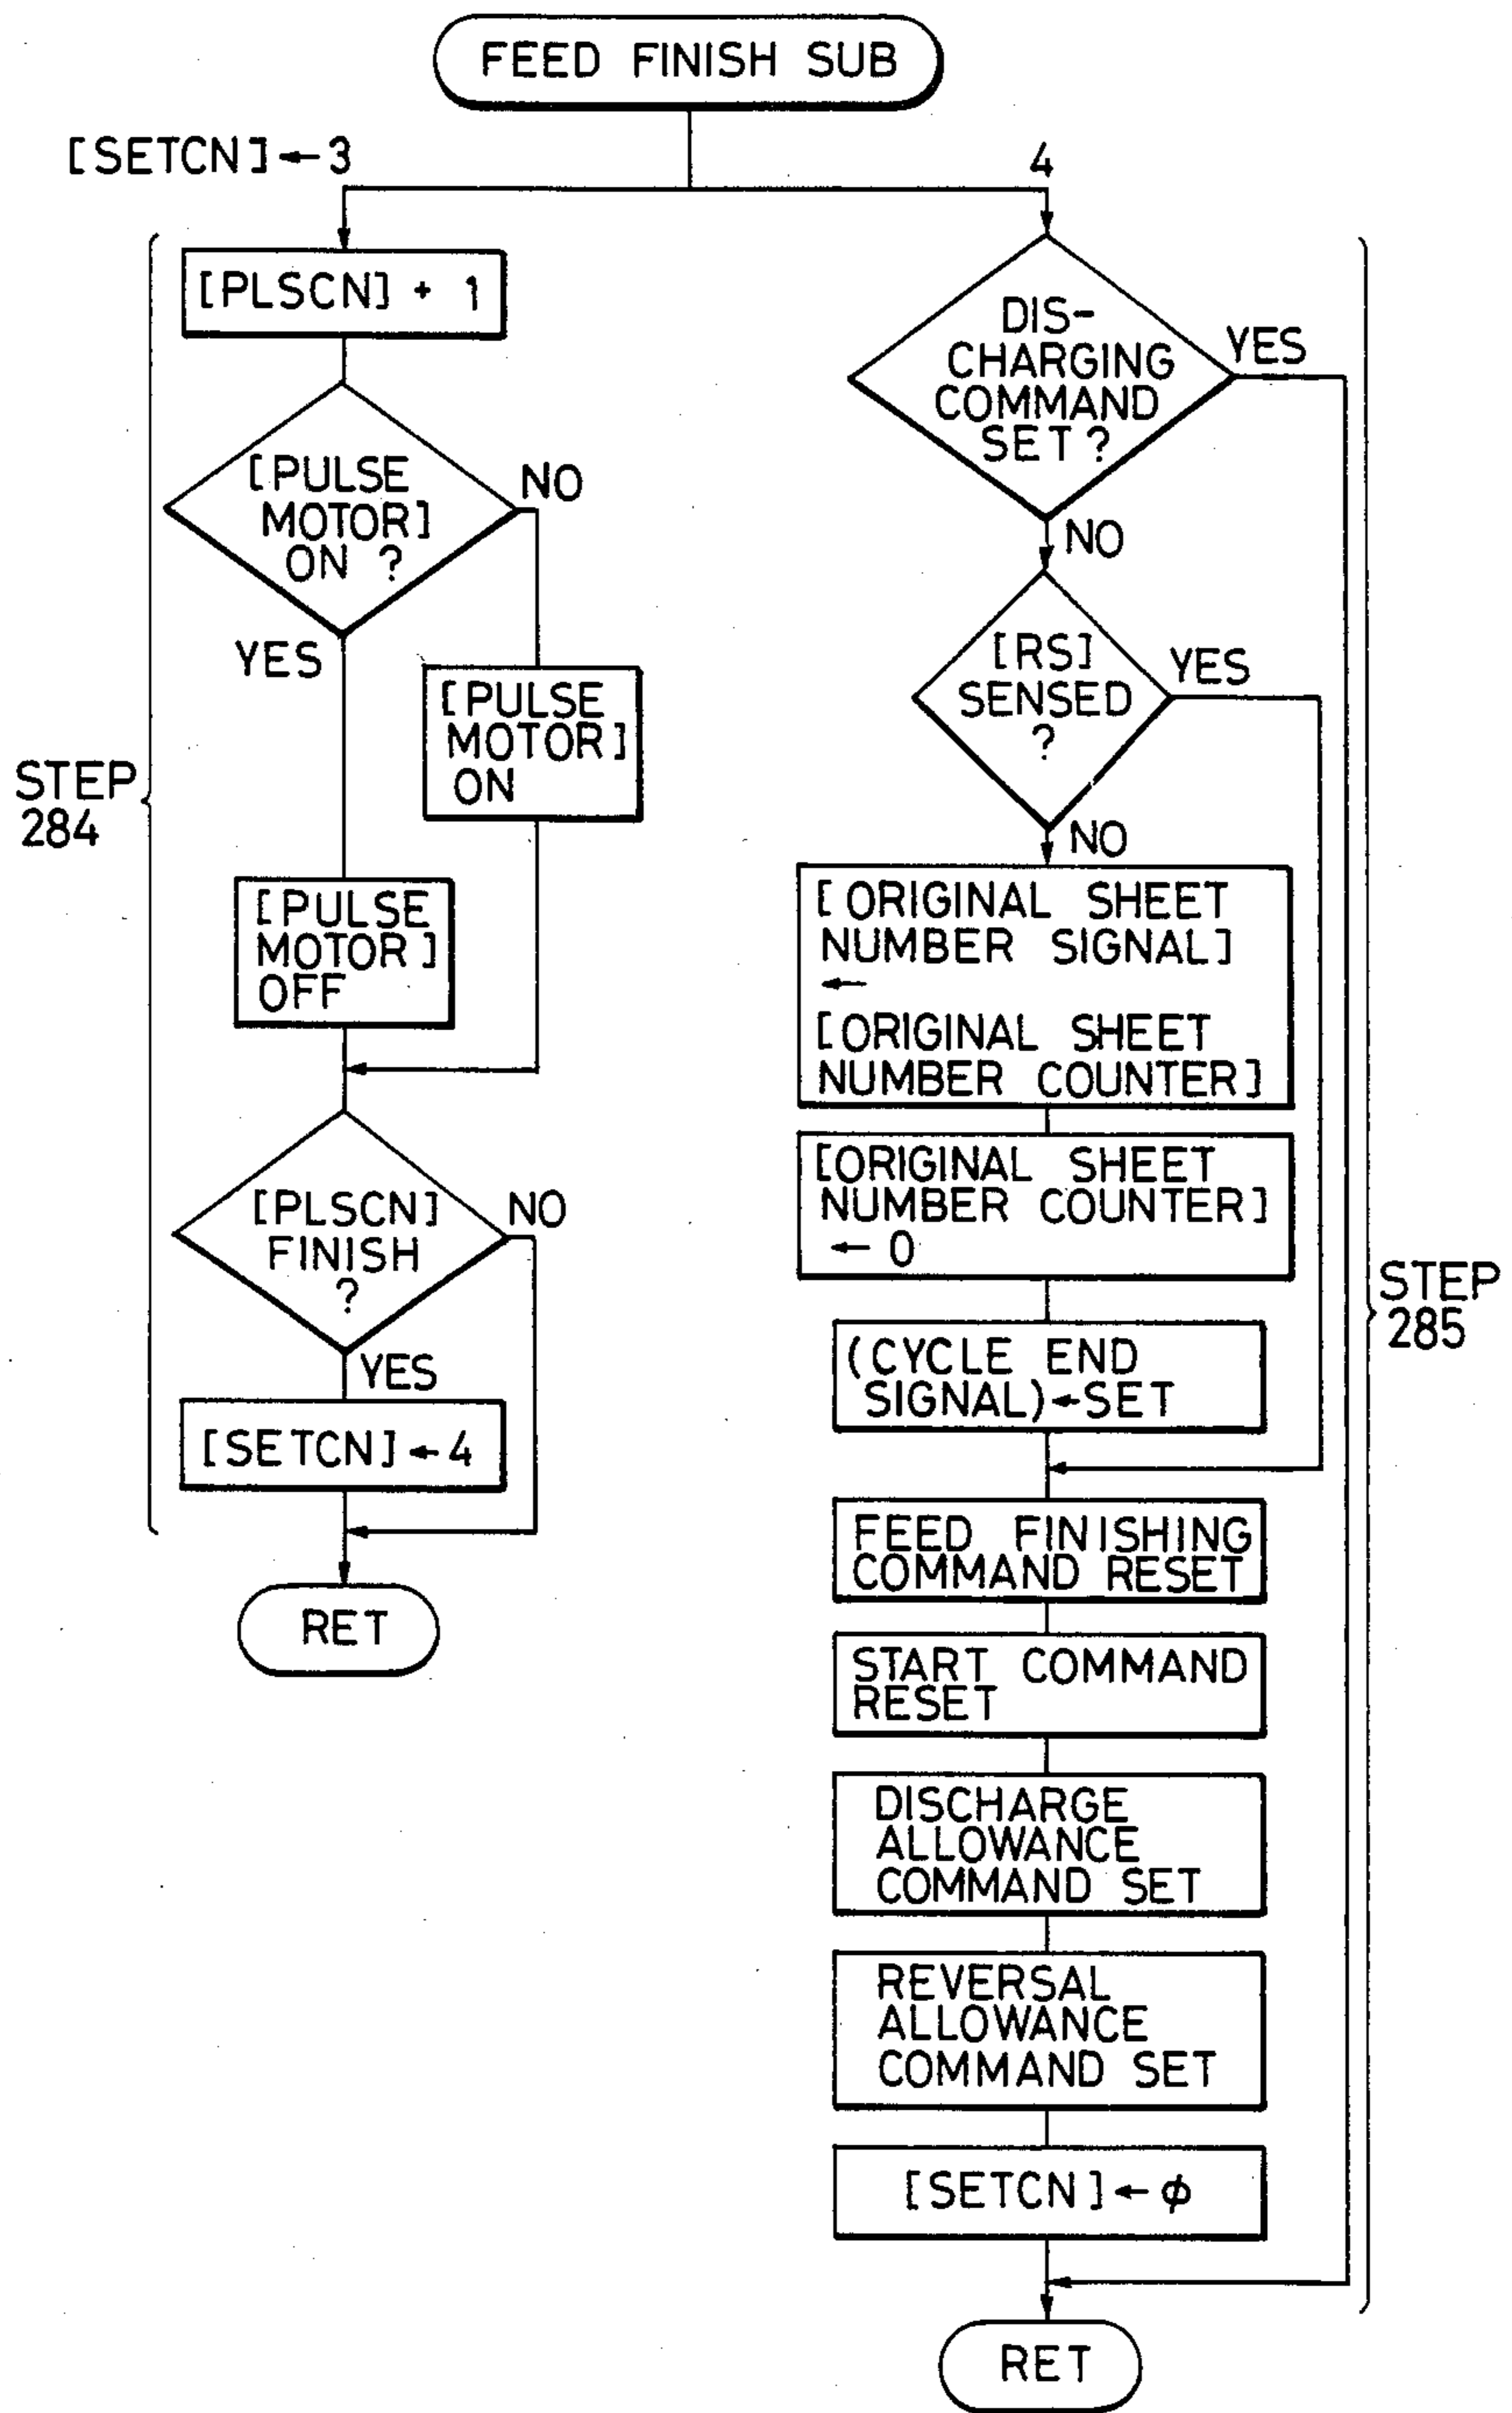 FEED FINISH SUB
[SETCN]←3
4
[PLSCN] + 1
[PULSE
MOTOR]
ON ?
NO
YES
[PULSE
MOTOR]
ON
STEP
284
[PULSE
MOTOR]
OFF
[PLSCN]
FINISH
?
NO
YES
[SETCN]←4
RET
DIS-
CHARGING
COMMAND
SET?
YES
NO
[RS]
SENSED
?
YES
NO
[ORIGINAL SHEET
NUMBER SIGNAL]
←
[ORIGINAL SHEET
NUMBER COUNTER]
[ORIGINAL SHEET
NUMBER COUNTER]
← 0
(CYCLE END
SIGNAL)←SET
STEP
285
FEED FINISHING
COMMAND RESET
START COMMAND
RESET
DISCHARGE
ALLOWANCE
COMMAND SET
REVERSAL
ALLOWANCE
COMMAND SET
[SETCN]←φ
RET